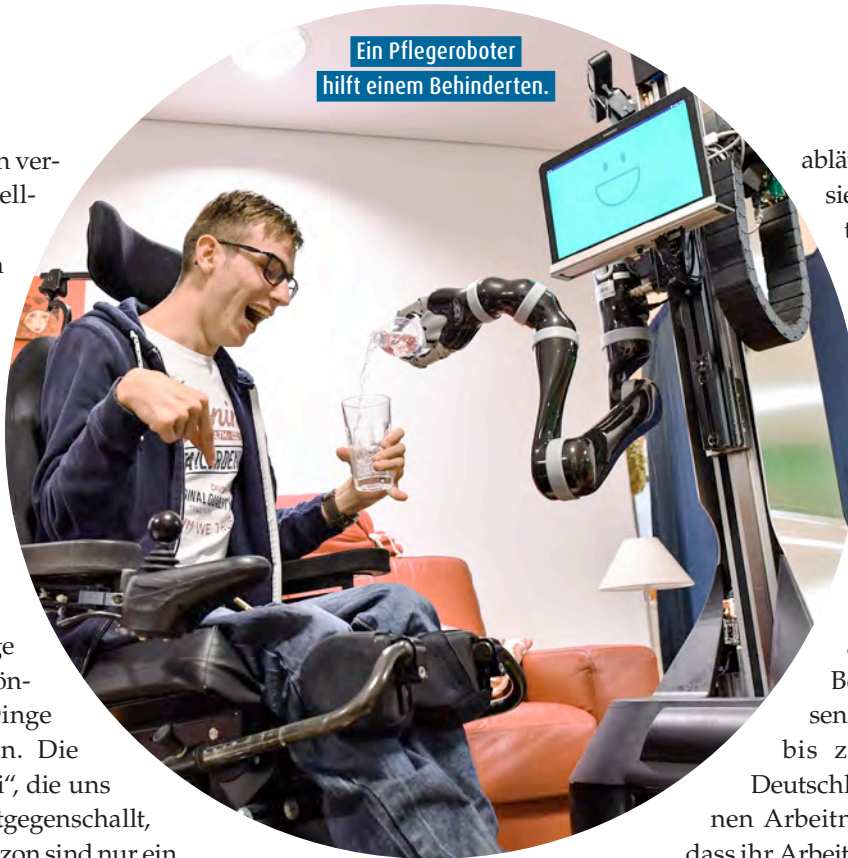 Ein Pflegeroboter
hilft einem Behinderten.
n ver-
ell-
n
ge
ön-
Dinge
n. Die
i“, die uns
tgegenschallt,
zon sind nur ein
ablä
sie
t
Be
sen
bis z
Deutschl
nen Arbeitn
dass ihr Arbeit